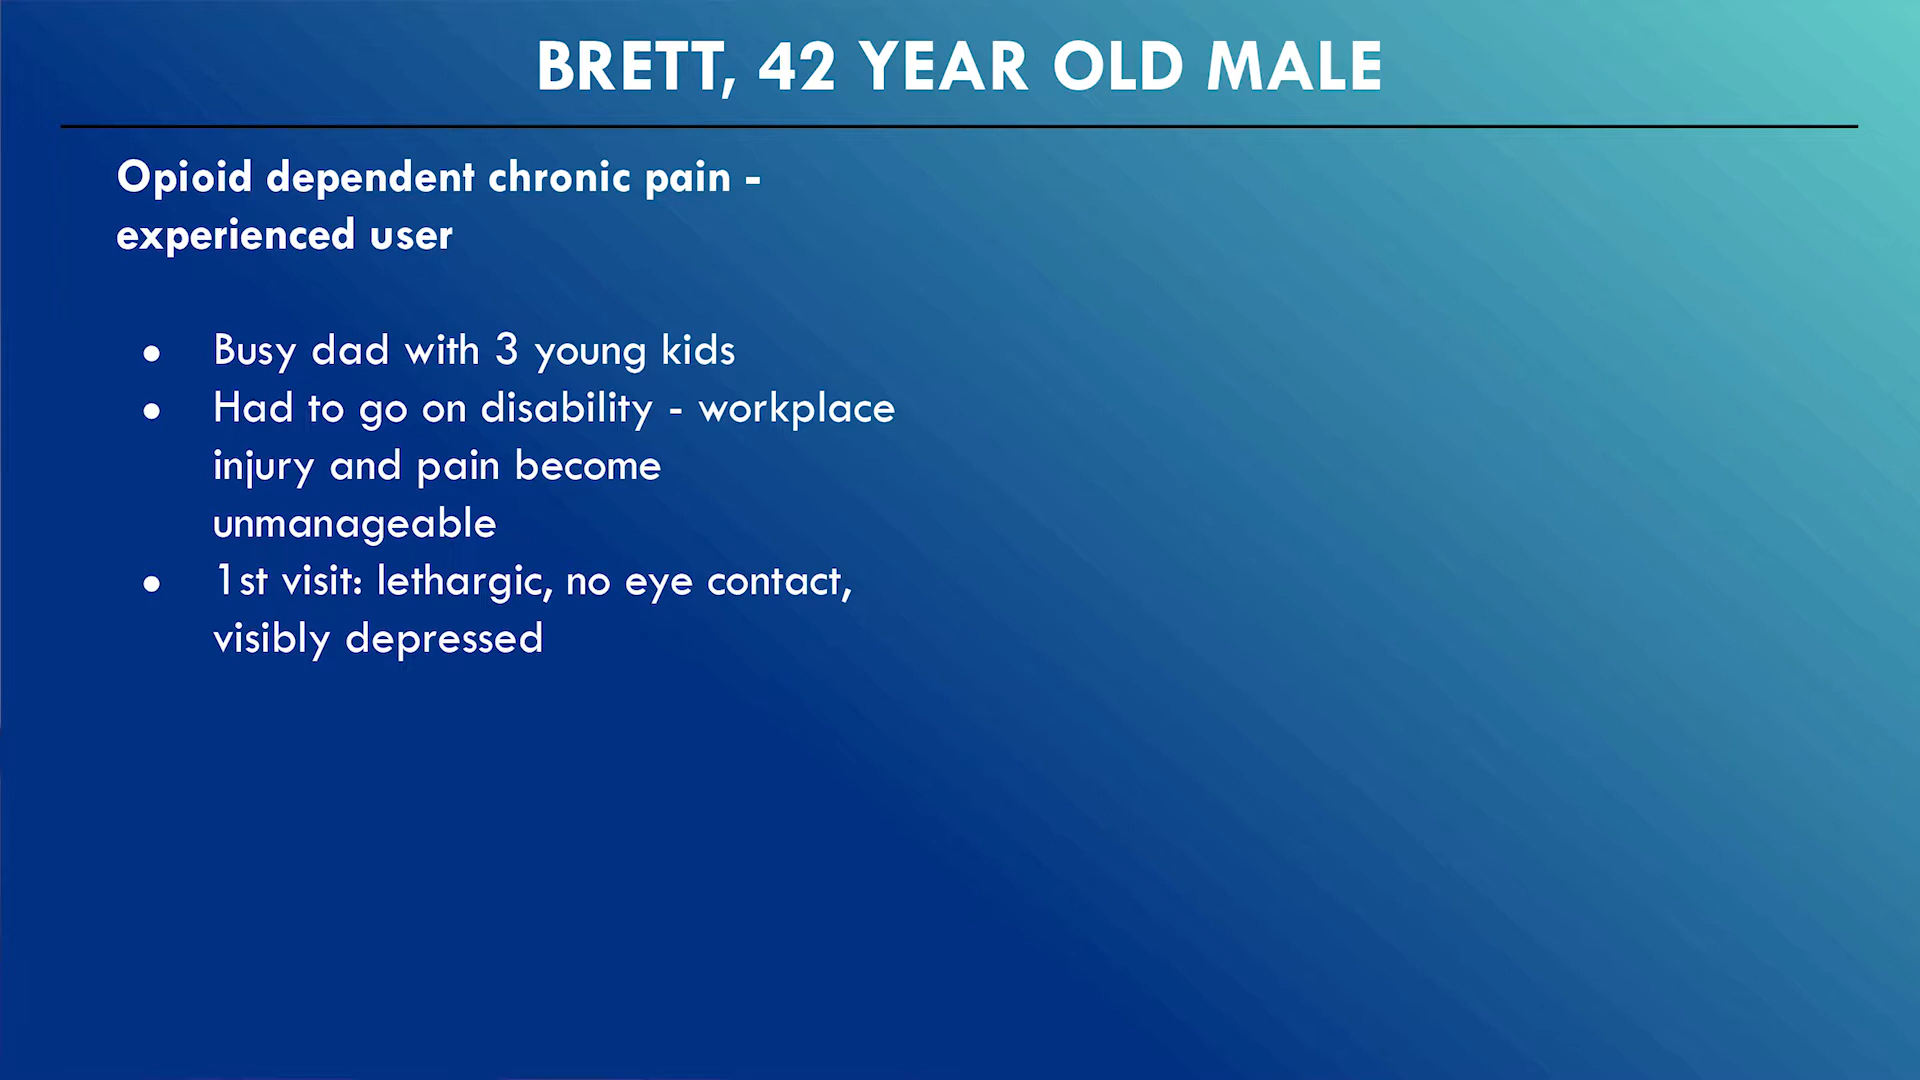 BRETT, 42 YEAR OLD MALE
Opioid dependent chronic pain -
experienced user
● Busy dad with 3 young kids
● Had to go on disability - workplace
injury and pain become
unmanageable
● 1st visit: lethargic, no eye contact,
visibly depressed